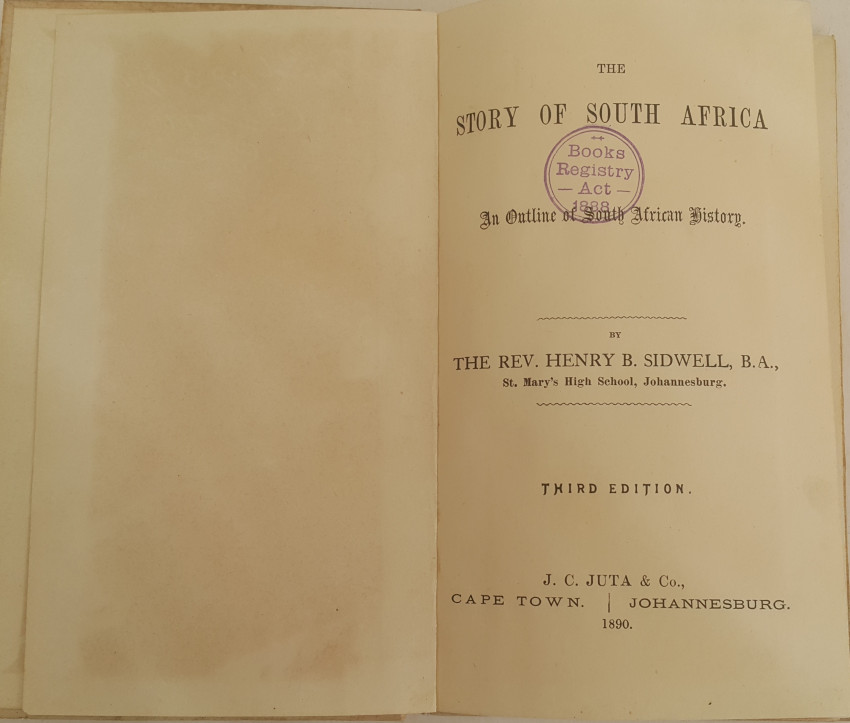 THE
STORY OF SOUTH AFRICA
Books
Registry
— Act —
1888
An Outline of South African History.
BY
THE REV. HENRY B. SIDWELL, B.A.,
St. Mary's High School, Johannesburg.
THIRD EDITION.
J. C. JUTA & Co.,
CAPE TOWN. | JOHANNESBURG.
1890.